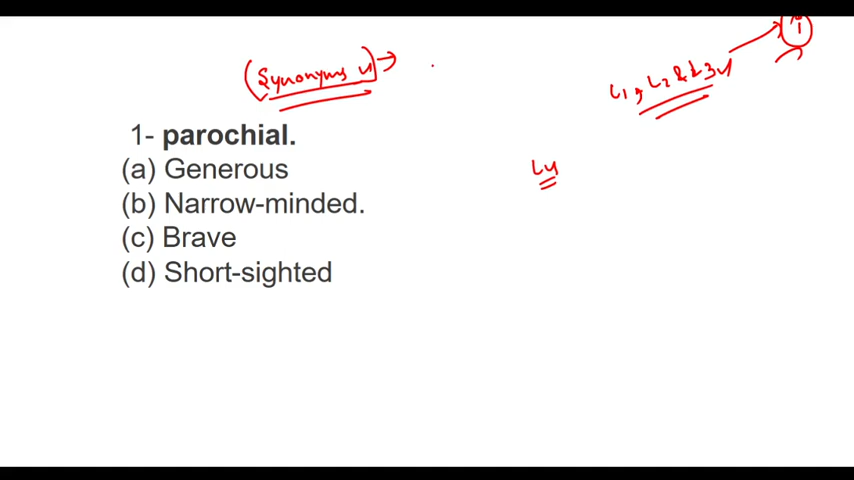 (Synonyms
L1, L2 & L3
L4
1- parochial.
(a) Generous
(b) Narrow-minded.
(c) Brave
(d) Short-sighted